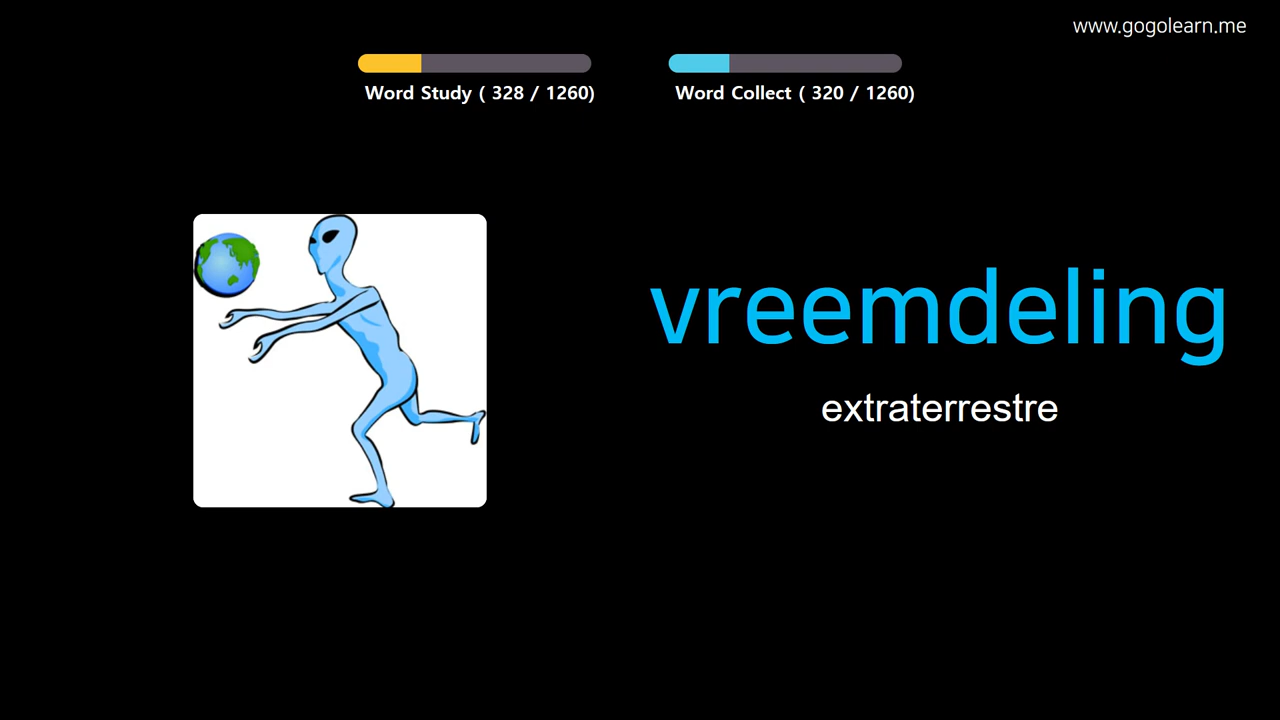 www.gogolearn.me
Word Study ( 328 / 1260)
Word Collect ( 320 / 1260)
vreemdeling
extraterrestre